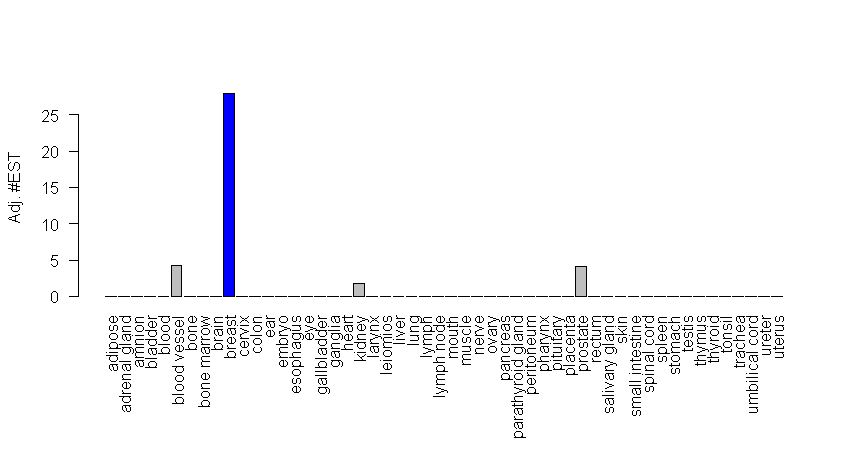 Adj. #EST
25
20
15
10
5
0
adipose
adrenal gland
amnion
bladder
blood
blood vessel
bone
bone marrow
brain
breast
cervix
colon
ear
embryo
esophagus
eye
gallbladder
ganglia
heart
kidney
larynx
leiomios
liver
lung
lymph
lymph node
mouth
muscle
nerve
ovary
pancreas
parathyroid gland
peritoneum
pharynx
pituitary
placenta
prostate
rectum
salivary gland
skin
small intestine
spinal cord
spleen
stomach
testis
thymus
thyroid
tonsil
trachea
umbilical cord
ureter
uterus